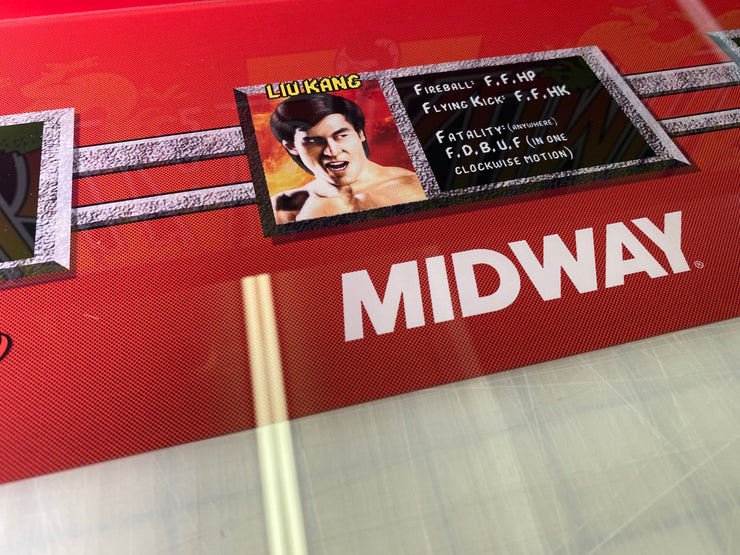 LIU KANG
FIREBALL: F,F,HP
FLYING KICK: F,F,HK
FATALITY: (ANYWHERE)
F,D,B,U,F (IN ONE
CLOCKWISE MOTION)
MIDWAY®